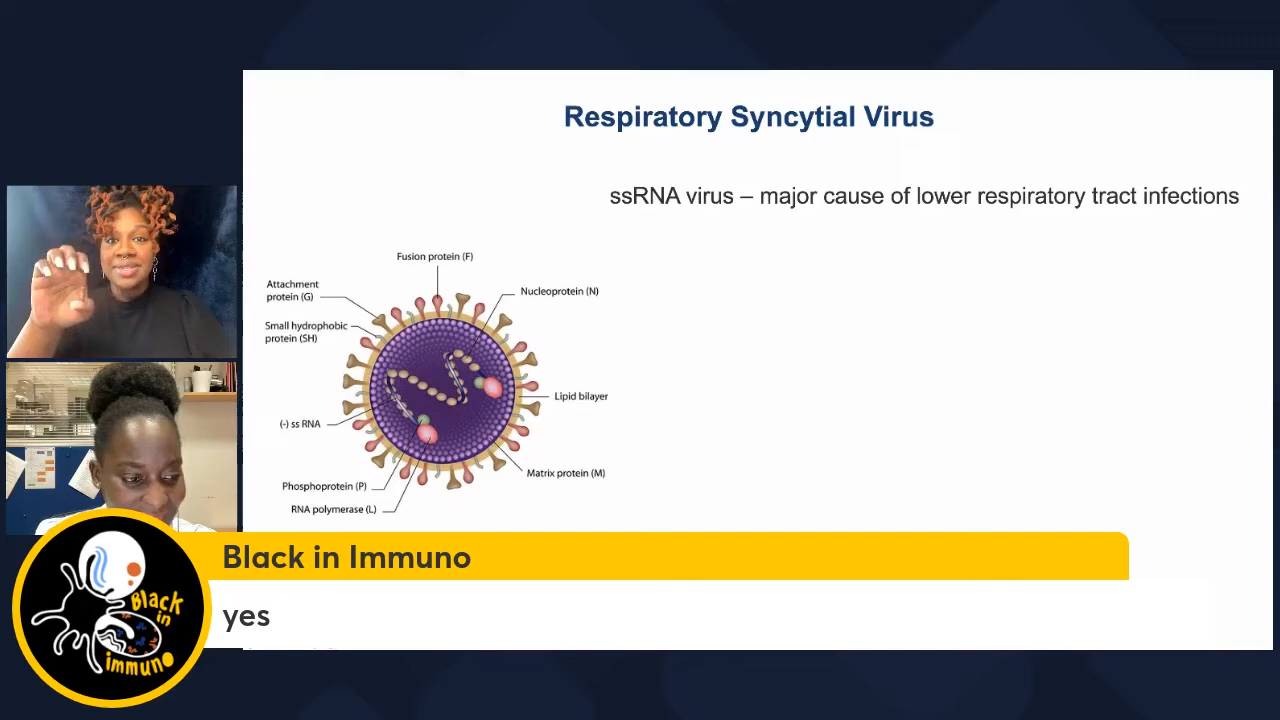 Respiratory Syncytial Virus
ssRNA virus – major cause of lower respiratory tract infections
Fusion protein (F)
Attachment
protein (G)
Nucleoprotein (N)
Small hydrophobic
protein (SH)
Lipid bilayer
(-) ss RNA
Matrix protein (M)
Phosphoprotein (P)
RNA polymerase (L)
Black in Immuno
yes
Black
in
immuno